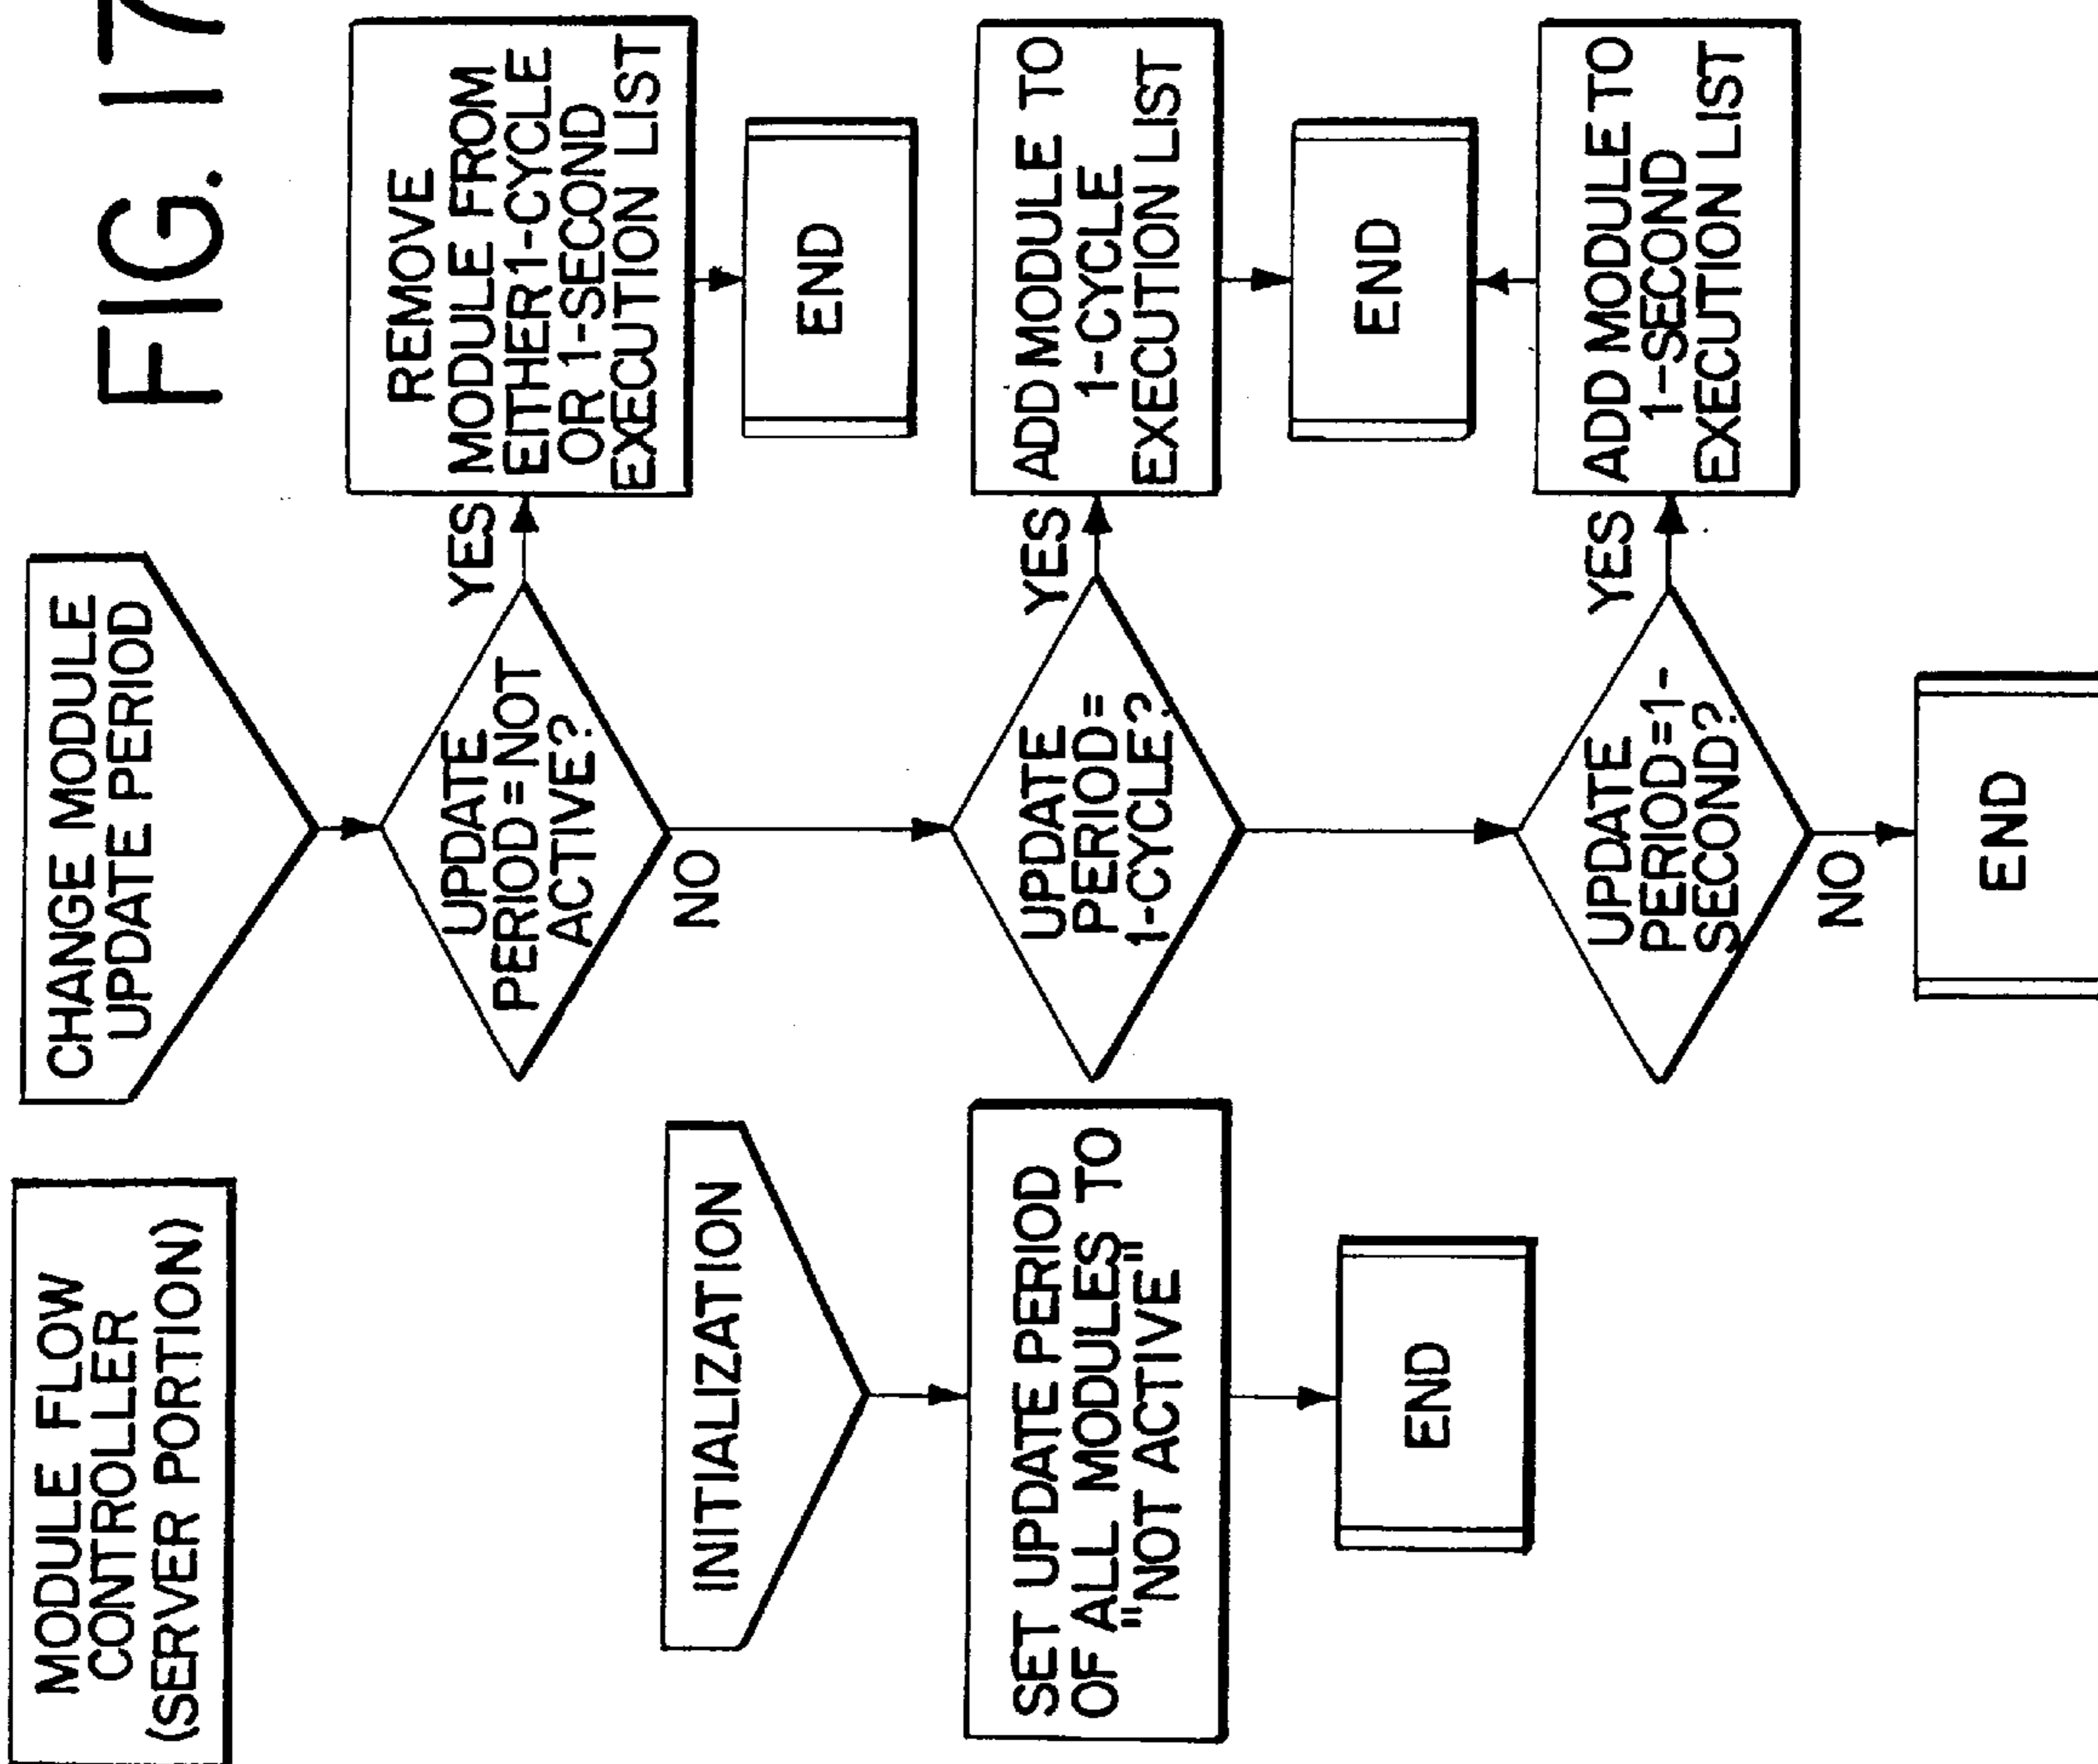 FIG. 17
MODULE FLOW
CONTROLLER
(SERVER PORTION)
INITIALIZATION
SET UPDATE PERIOD
OF ALL MODULES TO
"NOT ACTIVE"
END
CHANGE MODULE
UPDATE PERIOD
UPDATE
PERIOD = NOT
ACTIVE?
YES
NO
REMOVE
MODULE FROM
EITHER 1-CYCLE
OR 1-SECOND
EXECUTION LIST
END
UPDATE
PERIOD=
1-CYCLE?
YES
ADD MODULE TO
1-CYCLE
EXECUTION LIST
END
UPDATE
PERIOD=1-
SECOND?
YES
NO
ADD MODULE TO
1-SECOND
EXECUTION LIST
END